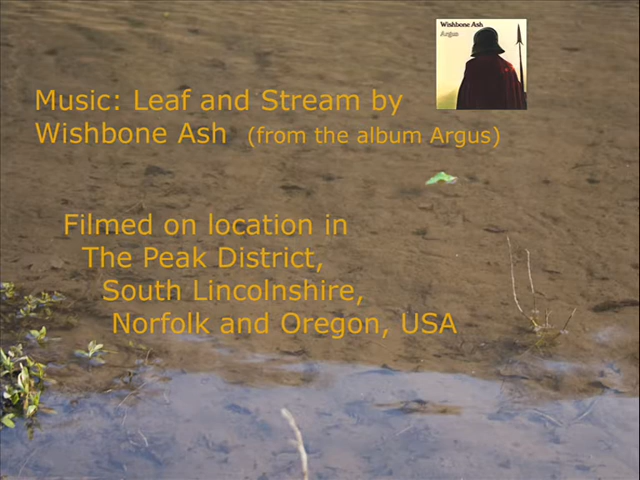 Wishbone Ash
Argus
Music: Leaf and Stream by
Wishbone Ash (from the album Argus)
Filmed on location in
The Peak District,
South Lincolnshire,
Norfolk and Oregon, USA